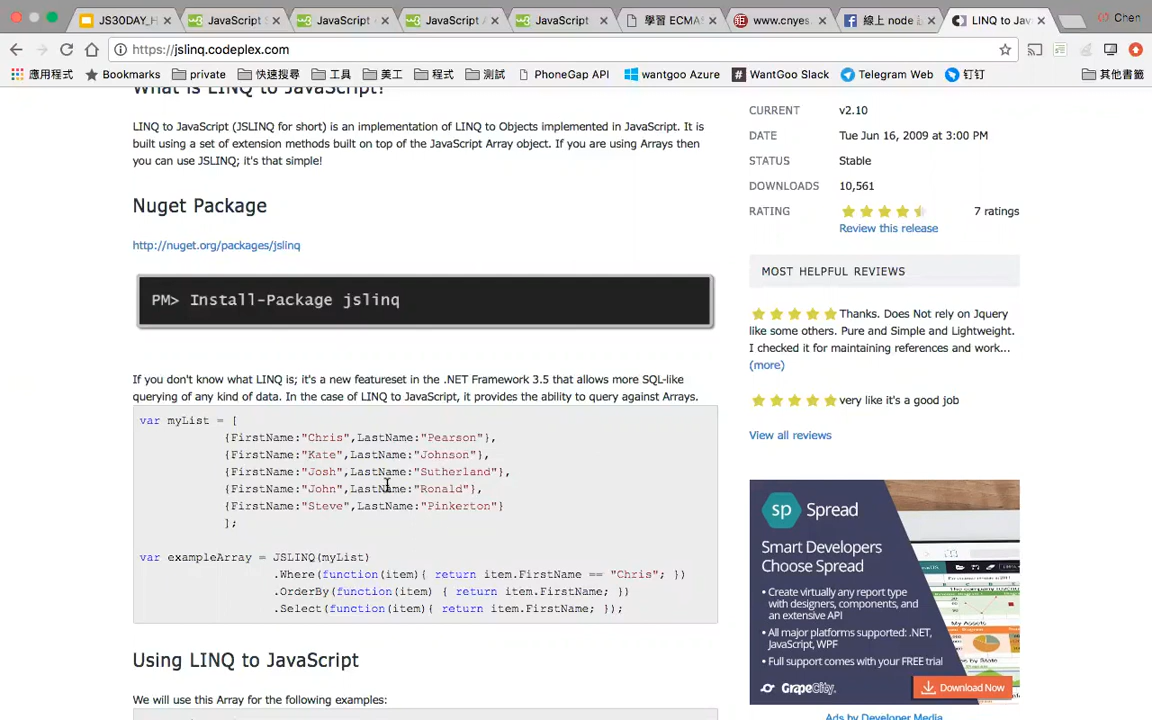 JS30DAY_H
JavaScript S
JavaScript
JavaScript A
JavaScript
學習 ECMAS
www.cnyes.
線上 node
LINQ to Jav
Chen
https://jslinq.codeplex.com
應用程式
Bookmarks
private
快速搜尋
工具
美工
程式
測試
PhoneGap API
wantgoo Azure
WantGoo Slack
Telegram Web
钉钉
其他書籤
What is LINQ to JavaScript?
LINQ to JavaScript (JSLINQ for short) is an implementation of LINQ to Objects implemented in JavaScript. It is
built using a set of extension methods built on top of the JavaScript Array object. If you are using Arrays then
you can use JSLINQ; it's that simple!
Nuget Package
http://nuget.org/packages/jslinq
PM> Install-Package jslinq
If you don't know what LINQ is; it's a new featureset in the .NET Framework 3.5 that allows more SQL-like
querying of any kind of data. In the case of LINQ to JavaScript, it provides the ability to query against Arrays.
var myList = [
{FirstName:"Chris",LastName:"Pearson"},
{FirstName:"Kate",LastName:"Johnson"},
{FirstName:"Josh",LastName:"Sutherland"},
{FirstName:"John",LastName:"Ronald"},
{FirstName:"Steve",LastName:"Pinkerton"}
];
var exampleArray = JSLINQ(myList)
.Where(function(item){ return item.FirstName == "Chris"; })
.OrderBy(function(item) { return item.FirstName; })
.Select(function(item){ return item.FirstName; });
Using LINQ to JavaScript
We will use this Array for the following examples:
CURRENT v2.10
DATE Tue Jun 16, 2009 at 3:00 PM
STATUS Stable
DOWNLOADS 10,561
RATING 7 ratings
Review this release
MOST HELPFUL REVIEWS
Thanks. Does Not rely on Jquery
like some others. Pure and Simple and Lightweight.
I checked it for maintaining references and work...
(more)
very like it's a good job
View all reviews
sp Spread
Smart Developers
Choose Spread
• Create virtually any report type
with designers, components, and
an extensive API
• All major platforms supported: .NET,
JavaScript, WPF
• Full support comes with your FREE trial
GrapeCity.
Download Now
Ads by Developer Media